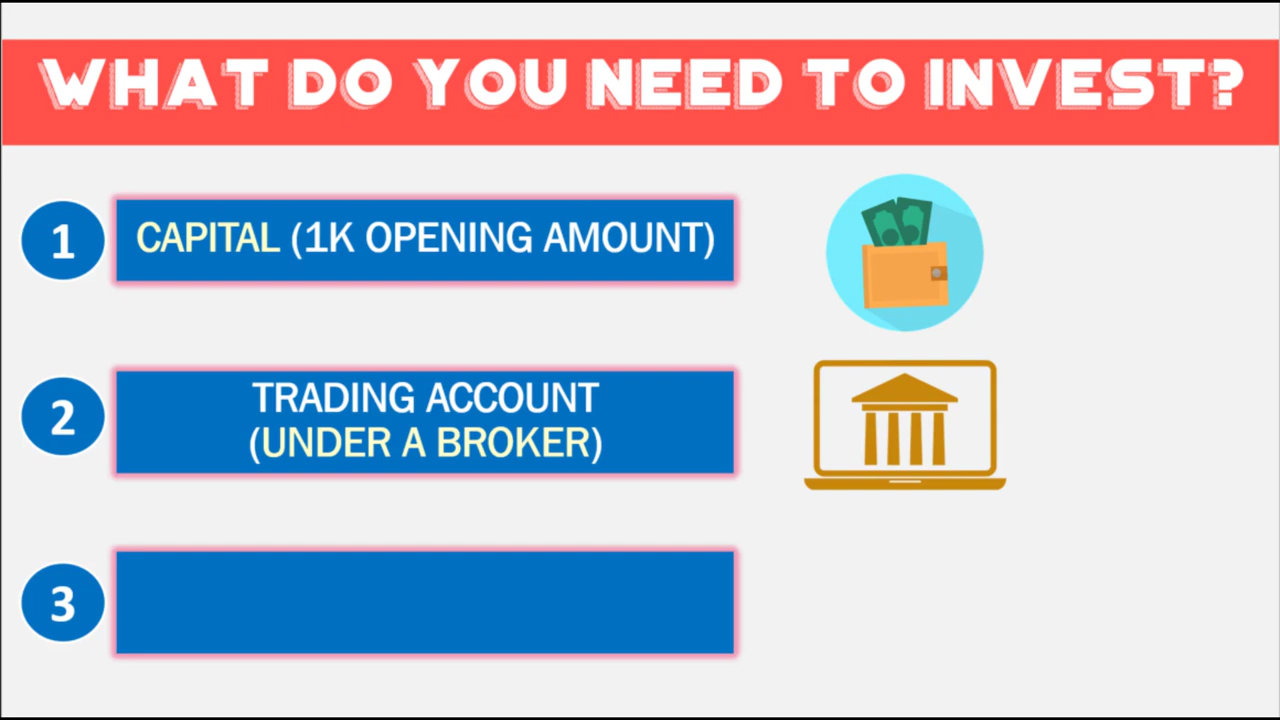 WHAT DO YOU NEED TO INVEST?
1
CAPITAL (1K OPENING AMOUNT)
2
TRADING ACCOUNT
(UNDER A BROKER)
3